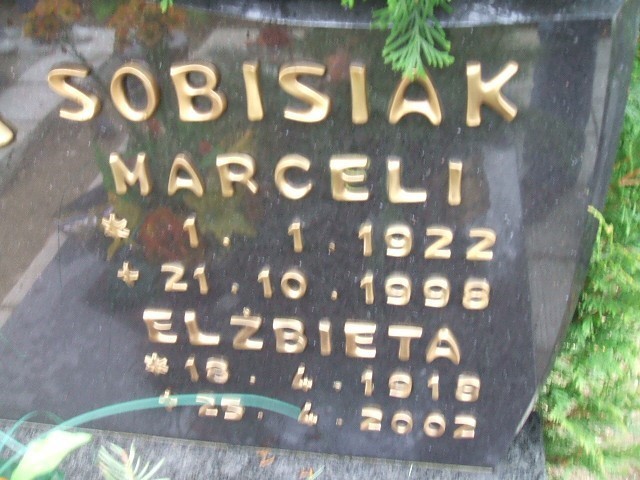 SOBISIAK
MARCELI
* 1. 1. 1922
+ 21. 10. 1998
ELŻBIETA
* 18. 4. 1918
+ 25. 4. 2002